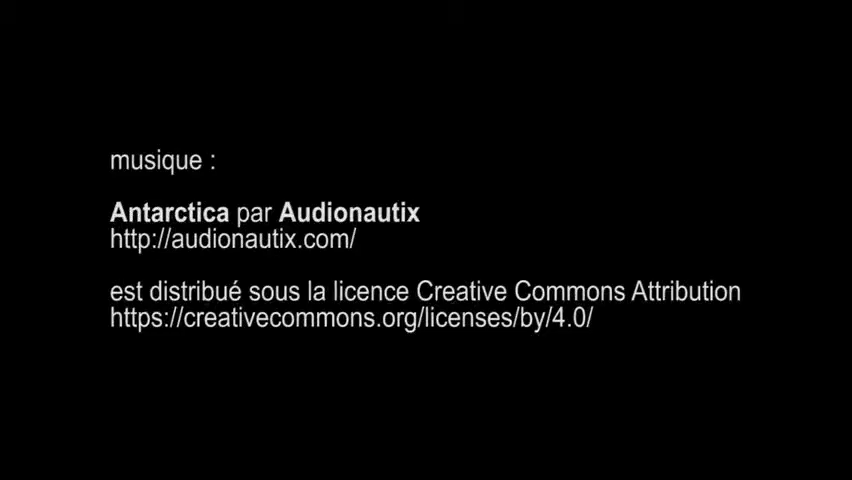 musique :
Antarctica par Audionautix
http://audionautix.com/
est distribué sous la licence Creative Commons Attribution
https://creativecommons.org/licenses/by/4.0/